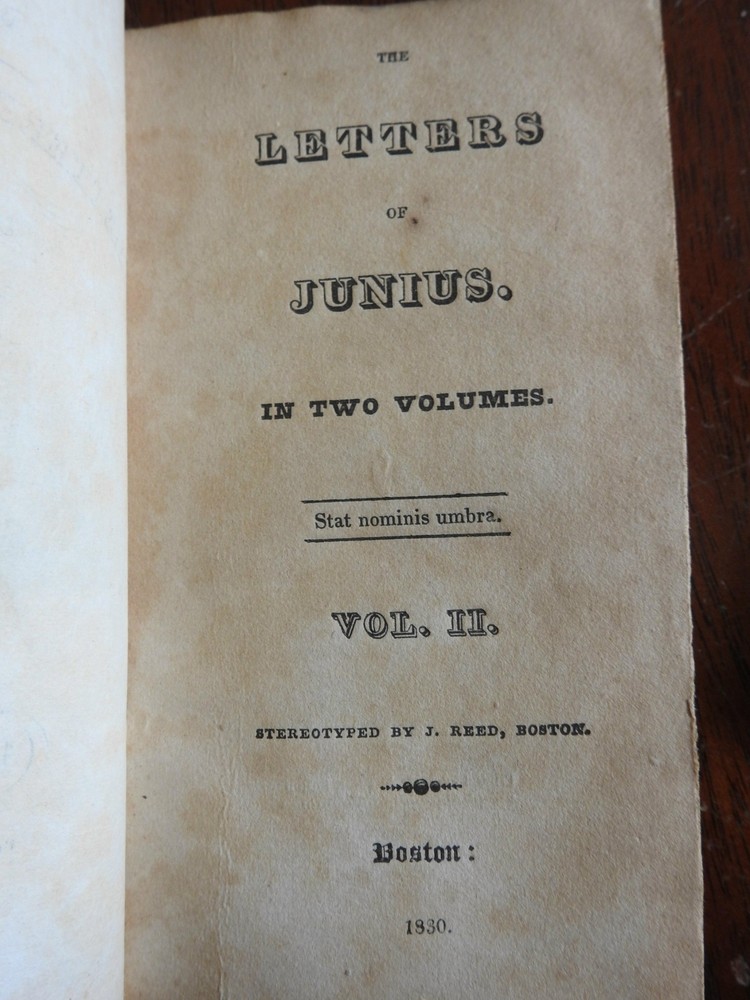 THE
LETTERS
OF
JUNIUS.
IN TWO VOLUMES.
Stat nominis umbra.
VOL. II.
STEREOTYPED BY J. REED, BOSTON.
Boston:
1830.